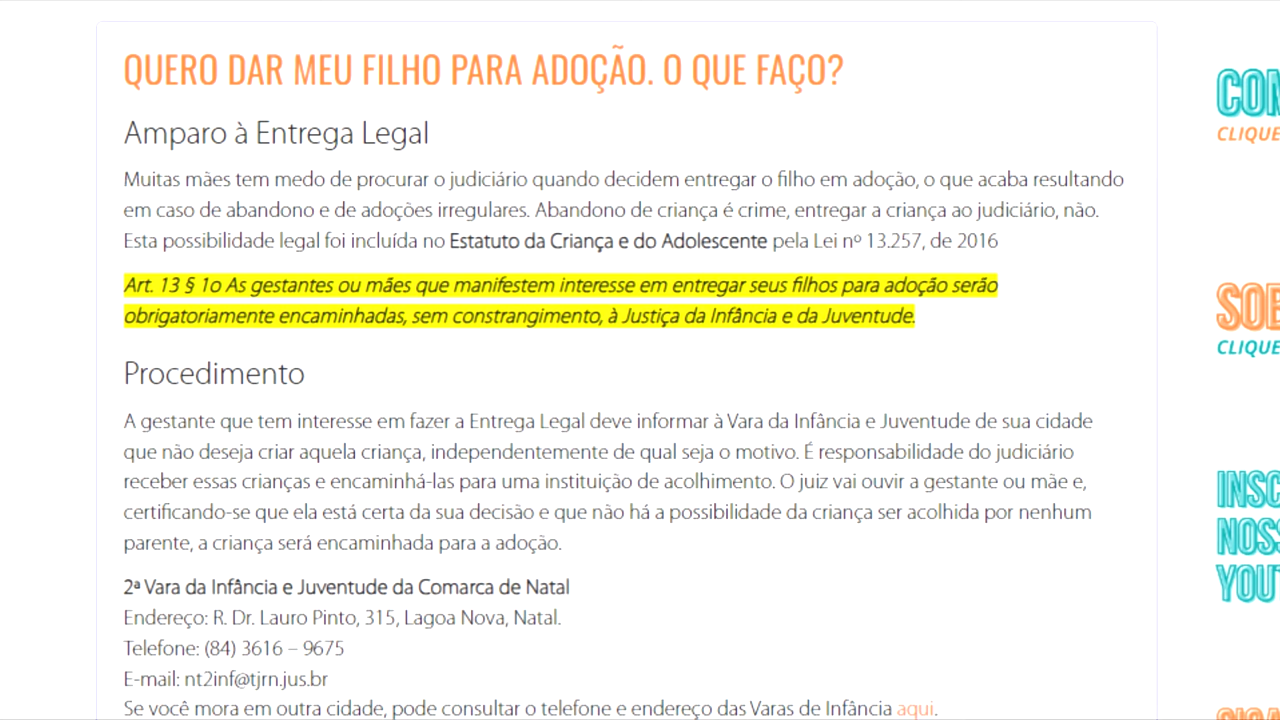 QUERO DAR MEU FILHO PARA ADOÇÃO. O QUE FAÇO?
Amparo à Entrega Legal
Muitas mães tem medo de procurar o judiciário quando decidem entregar o filho em adoção, o que acaba resultando
em caso de abandono e de adoções irregulares. Abandono de criança é crime, entregar a criança ao judiciário, não.
Esta possibilidade legal foi incluída no Estatuto da Criança e do Adolescente pela Lei nº 13.257, de 2016
Art. 13 § 1o As gestantes ou mães que manifestem interesse em entregar seus filhos para adoção serão
obrigatoriamente encaminhadas, sem constrangimento, à Justiça da Infância e da Juventude.
Procedimento
A gestante que tem interesse em fazer a Entrega Legal deve informar à Vara da Infância e Juventude de sua cidade
que não deseja criar aquela criança, independentemente de qual seja o motivo. É responsabilidade do judiciário
receber essas crianças e encaminhá-las para uma instituição de acolhimento. O juiz vai ouvir a gestante ou mãe e,
certificando-se que ela está certa da sua decisão e que não há a possibilidade da criança ser acolhida por nenhum
parente, a criança será encaminhada para a adoção.
2ª Vara da Infância e Juventude da Comarca de Natal
Endereço: R. Dr. Lauro Pinto, 315, Lagoa Nova, Natal.
Telefone: (84) 3616 – 9675
E-mail: nt2inf@tjrn.jus.br
Se você mora em outra cidade, pode consultar o telefone e endereço das Varas de Infância aqui.
CLIQUE
CLIQUE